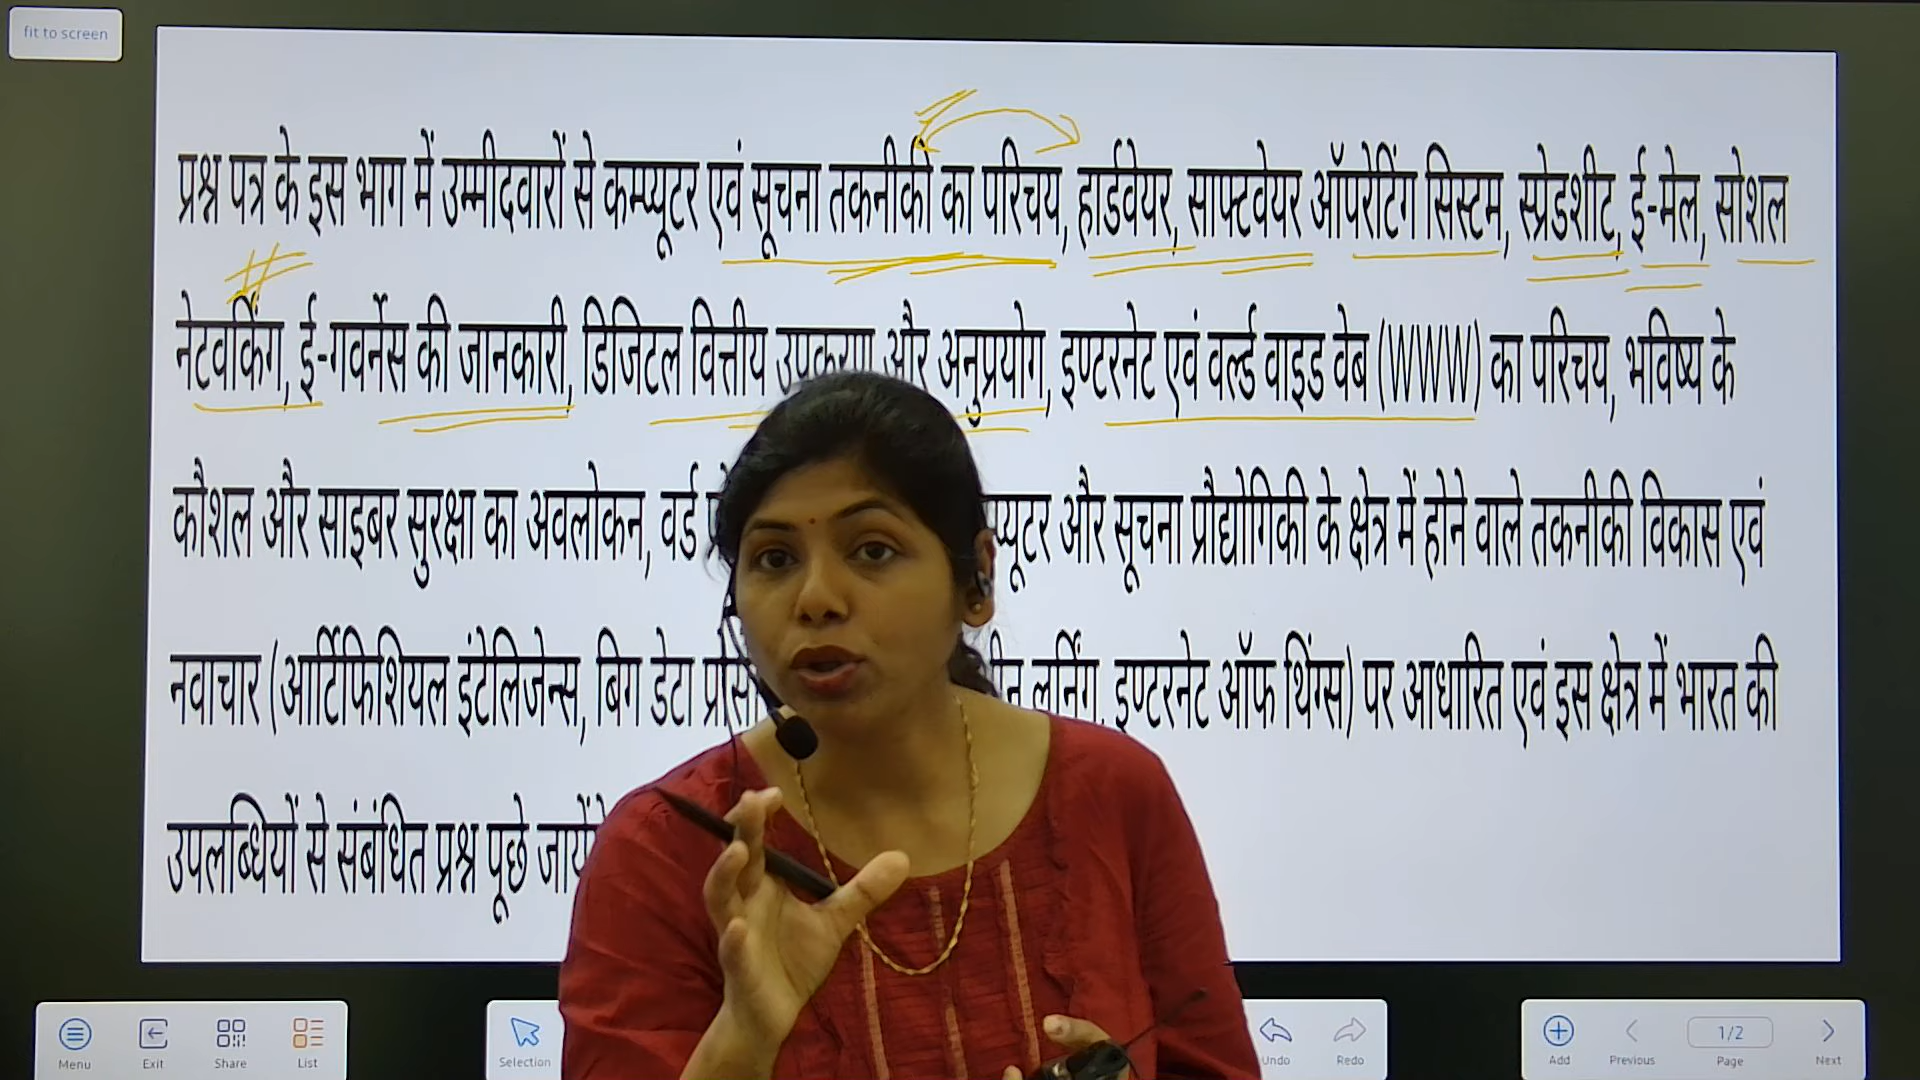 fit to screen
प्रश्न पत्र के इस भाग में उम्मीदवारों से कम्प्यूटर एवं सूचना तकनीकी का परिचय, हार्डवेयर, साफ्टवेयर ऑपरेटिंग सिस्टम, स्प्रेडशीट, ई-मेल, सोशल
नेटवर्किंग, ई-गवर्नेस की जानकारी, डिजिटल वित्तीय उपकरण और अनुप्रयोग, इण्टरनेट एवं वर्ल्ड वाइड वेब (WWW) का परिचय, भविष्य के
कौशल और साइबर सुरक्षा का अवलोकन, वर्ड और सूचना प्रौद्योगिकी के क्षेत्र में होने वाले तकनीकी विकास एवं
नवाचार (आर्टिफिशियल इंटेलिजेन्स, बिग डेटा लर्निंग, इण्टरनेट ऑफ थिंग्स) पर आधारित एवं इस क्षेत्र में भारत की
उपलब्धियों से संबंधित प्रश्न पूछे
Menu Exit Share List Selection Undo Redo Add Previous 1/2 Page Next